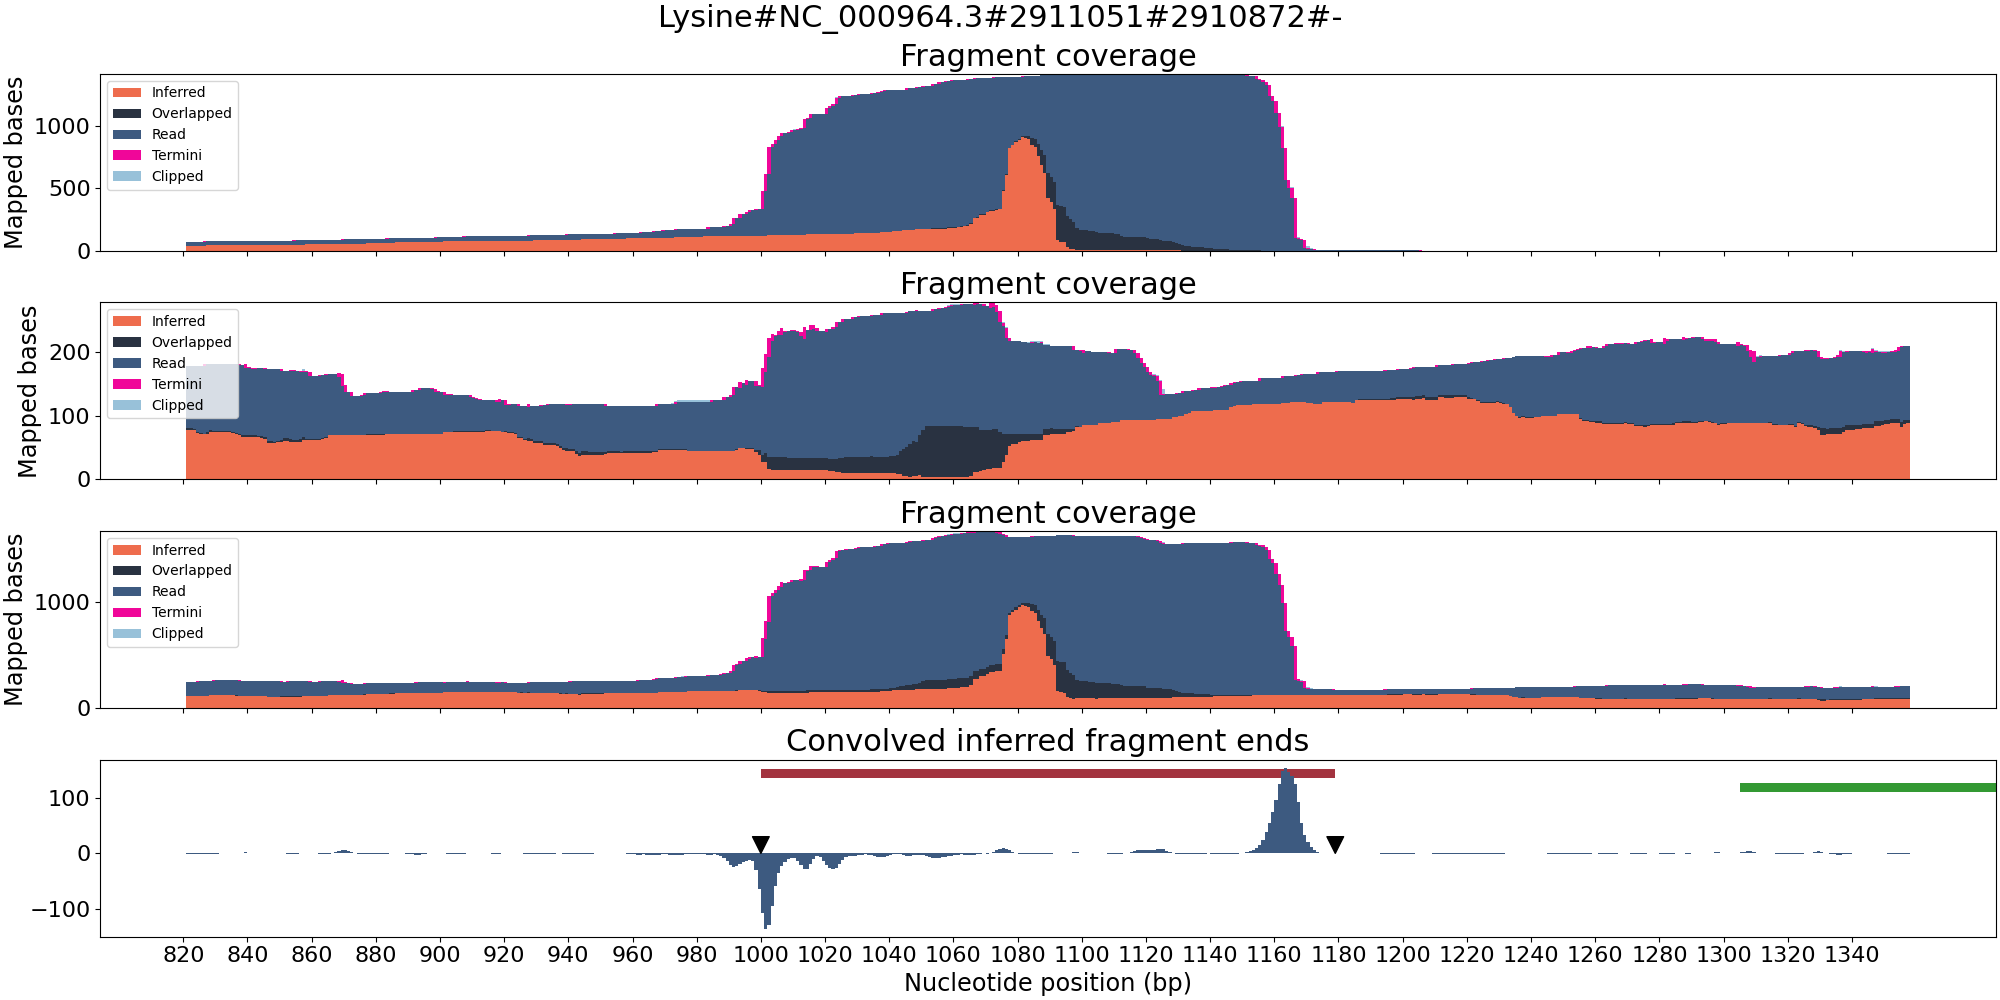 Lysine#NC_000964.3#2911051#2910872#-
Fragment coverage
Mapped bases
1000
500
0
Inferred
Overlapped
Read
Termini
Clipped
Fragment coverage
Mapped bases
200
100
0
Inferred
Overlapped
Read
Termini
Clipped
Fragment coverage
Mapped bases
1000
0
Inferred
Overlapped
Read
Termini
Clipped
Convolved inferred fragment ends
100
0
−100
820 840 860 880 900 920 940 960 980 1000 1020 1040 1060 1080 1100 1120 1140 1160 1180 1200 1220 1240 1260 1280 1300 1320 1340
Nucleotide position (bp)